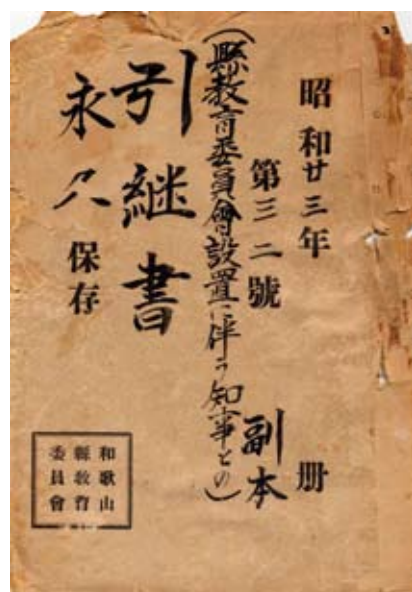 昭和廿三年 册
第三二號 副本
(縣教育委員會設置ニ伴フ知事との)
引継書
永久保存
和歌山
縣教育
委員會